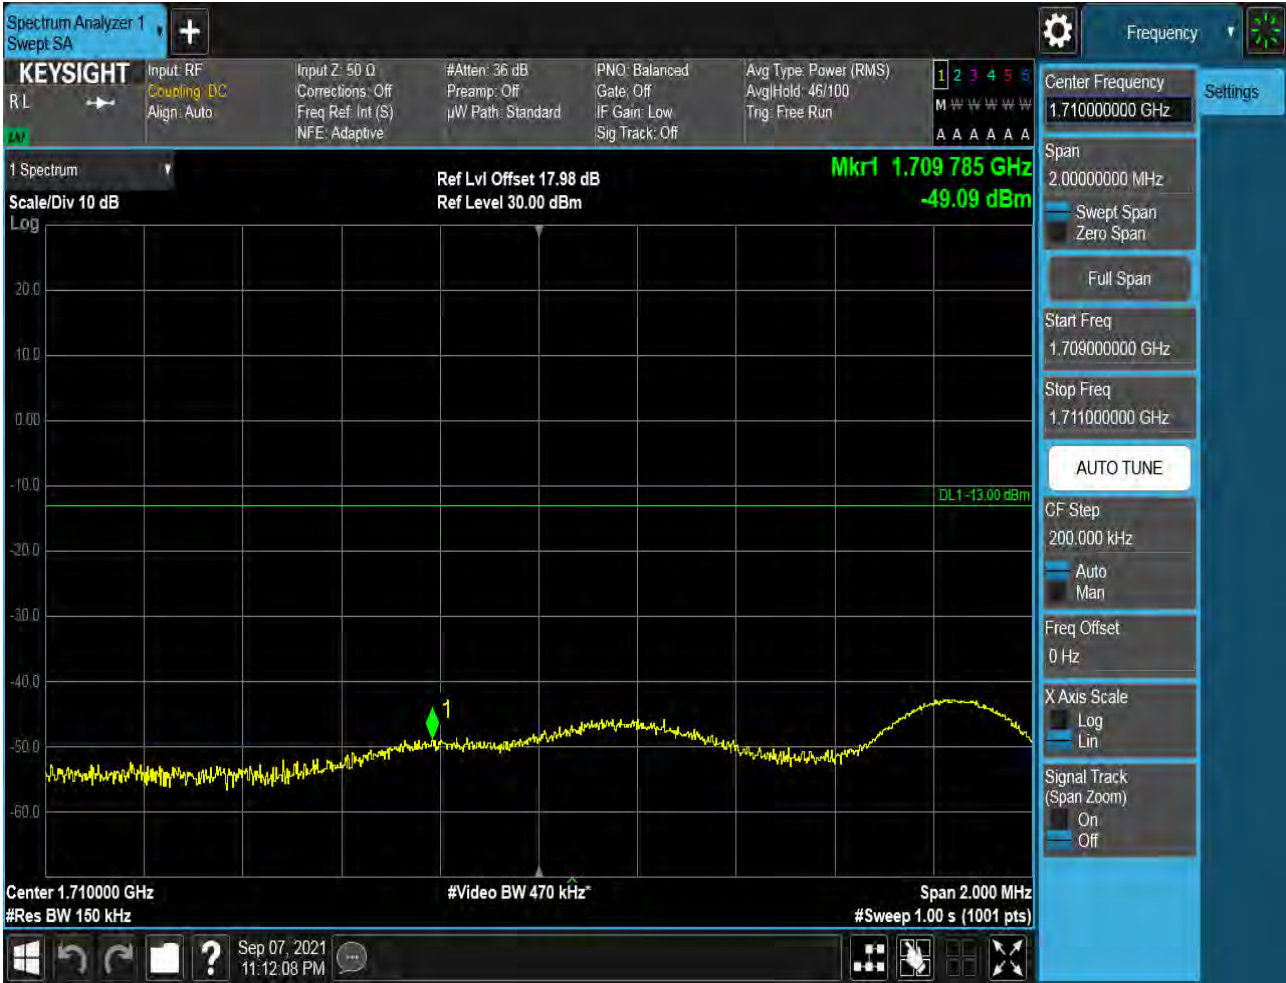 Spectrum Analyzer 1
Swept SA
Frequency
KEYSIGHT
R L
LNI
Input: RF
Coupling: DC
Align: Auto
Input Z: 50 Ω
Corrections: Off
Freq Ref: Int (S)
NFE: Adaptive
#Atten: 36 dB
Preamp: Off
µW Path: Standard
PNO: Balanced
Gate: Off
IF Gain: Low
Sig Track: Off
Avg Type: Power (RMS)
Avg|Hold: 46/100
Trig: Free Run
1 2 3 4 5 6
M W W W W W
A A A A A A
1 Spectrum
Scale/Div 10 dB
Log
Ref Lvl Offset 17.98 dB
Ref Level 30.00 dBm
Mkr1 1.709 785 GHz
-49.09 dBm
20.0
10.0
0.00
-10.0
-20.0
-30.0
-40.0
-50.0
-60.0
DL1 -13.00 dBm
1
Center 1.710000 GHz
#Res BW 150 kHz
#Video BW 470 kHz*
Span 2.000 MHz
#Sweep 1.00 s (1001 pts)
Center Frequency
1.710000000 GHz
Settings
Span
2.00000000 MHz
Swept Span
Zero Span
Full Span
Start Freq
1.709000000 GHz
Stop Freq
1.711000000 GHz
AUTO TUNE
CF Step
200.000 kHz
Auto
Man
Freq Offset
0 Hz
X Axis Scale
Log
Lin
Signal Track
(Span Zoom)
On
Off
?
Sep 07, 2021
11:12:08 PM